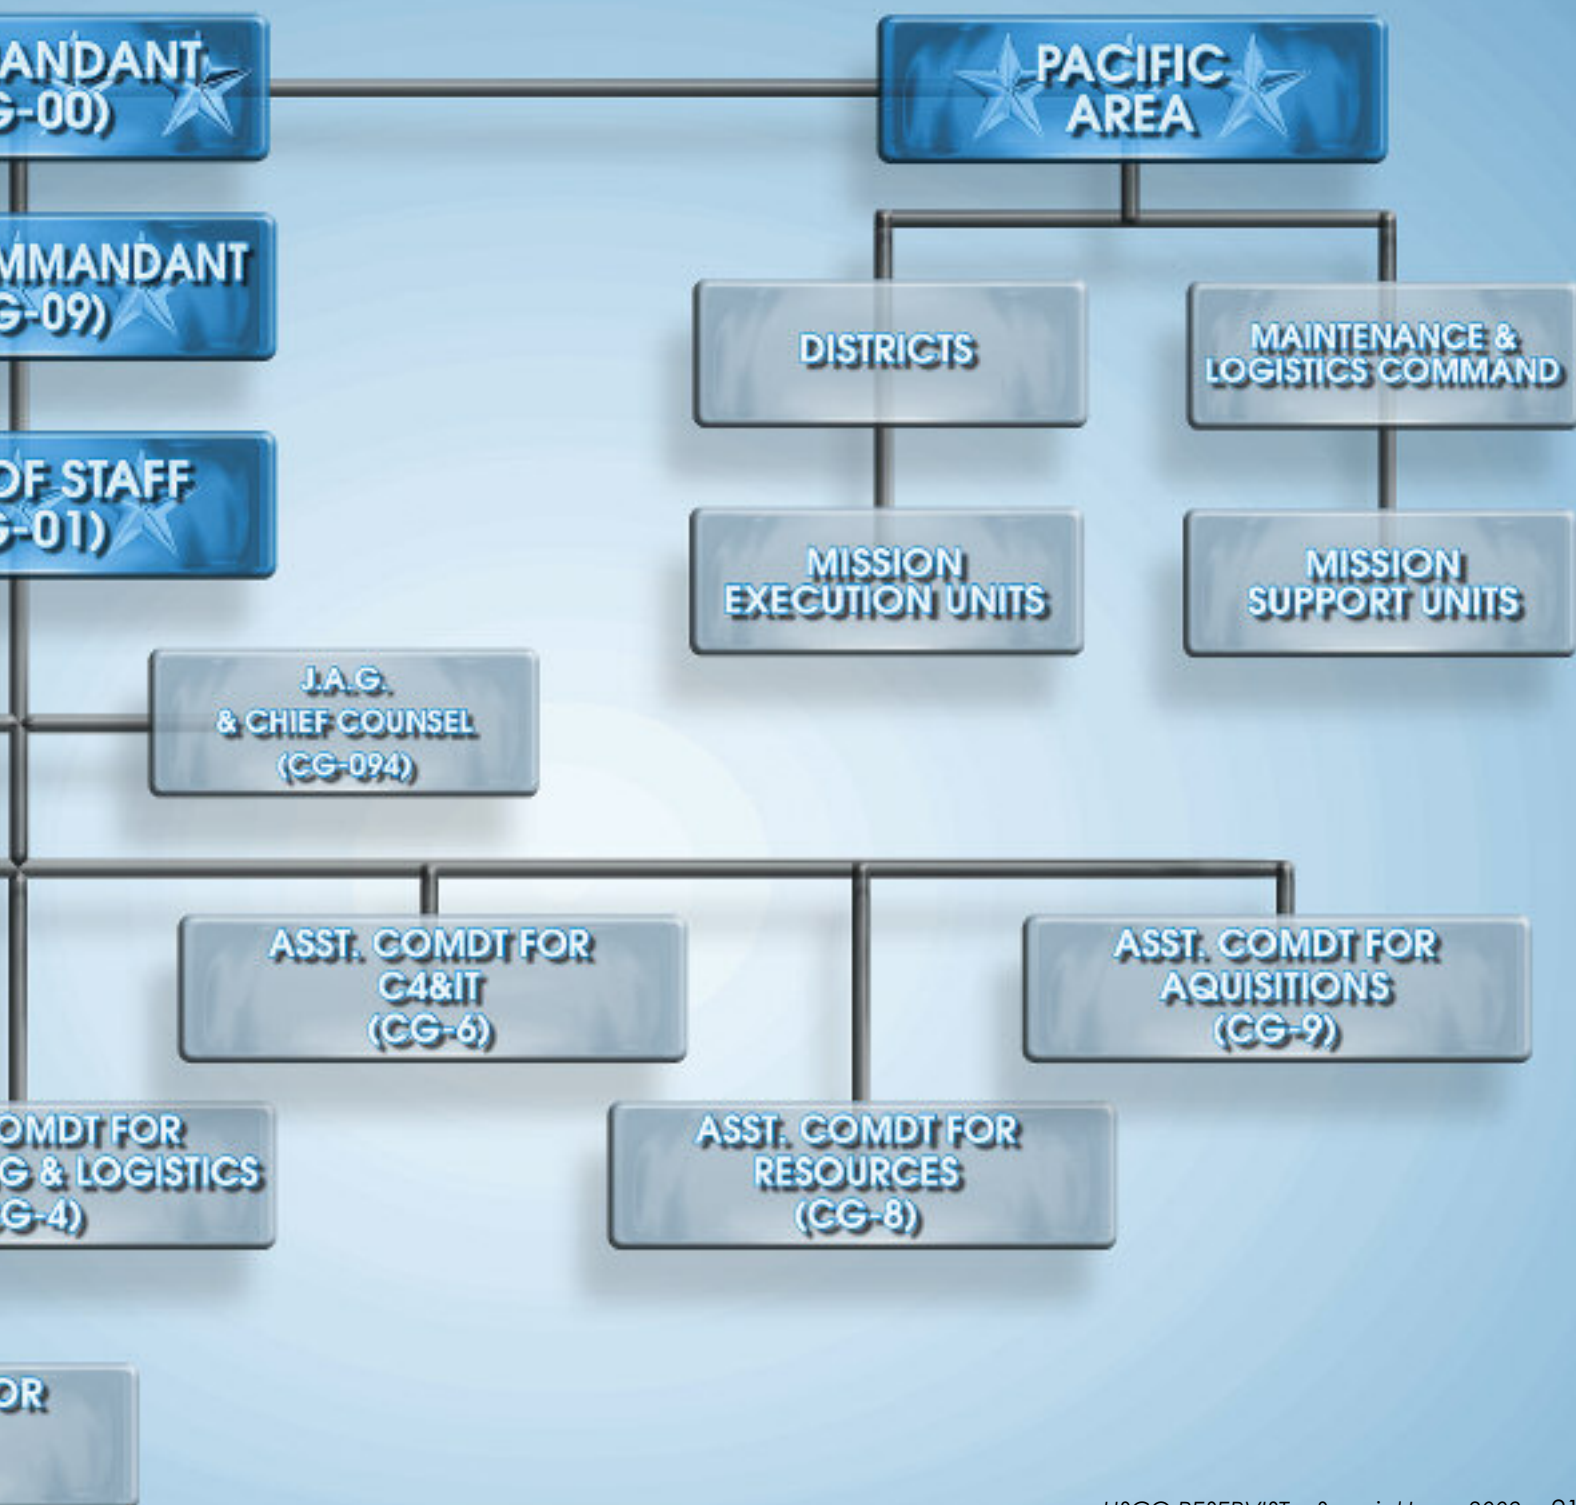 ANDANT
G-00)
PACIFIC
AREA
MMANDANT
G-09)
DISTRICTS
MAINTENANCE &
LOGISTICS COMMAND
OF STAFF
G-01)
MISSION
EXECUTION UNITS
MISSION
SUPPORT UNITS
J.A.G.
& CHIEF COUNSEL
(CG-094)
ASST. COMDT FOR
C4&IT
(CG-6)
ASST. COMDT FOR
AQUISITIONS
(CG-9)
OMDT FOR
G & LOGISTICS
G-4)
ASST. COMDT FOR
RESOURCES
(CG-8)
OR